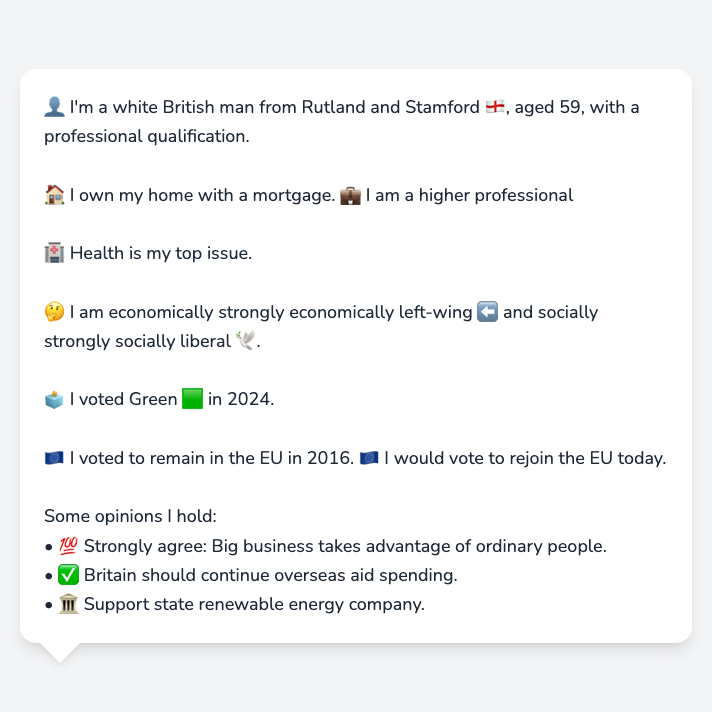 👤 I'm a white British man from Rutland and Stamford 🏴󠁧󠁢󠁥󠁮󠁧󠁿, aged 59, with a
professional qualification.
🏠 I own my home with a mortgage. 💼 I am a higher professional
🏥 Health is my top issue.
🤔 I am economically strongly economically left-wing ⬅️ and socially
strongly socially liberal 🕊️.
🗳️ I voted Green 🟩 in 2024.
🇪🇺 I voted to remain in the EU in 2016. 🇪🇺 I would vote to rejoin the EU today.
Some opinions I hold:
• 💯 Strongly agree: Big business takes advantage of ordinary people.
• ✅ Britain should continue overseas aid spending.
• 🏛️ Support state renewable energy company.